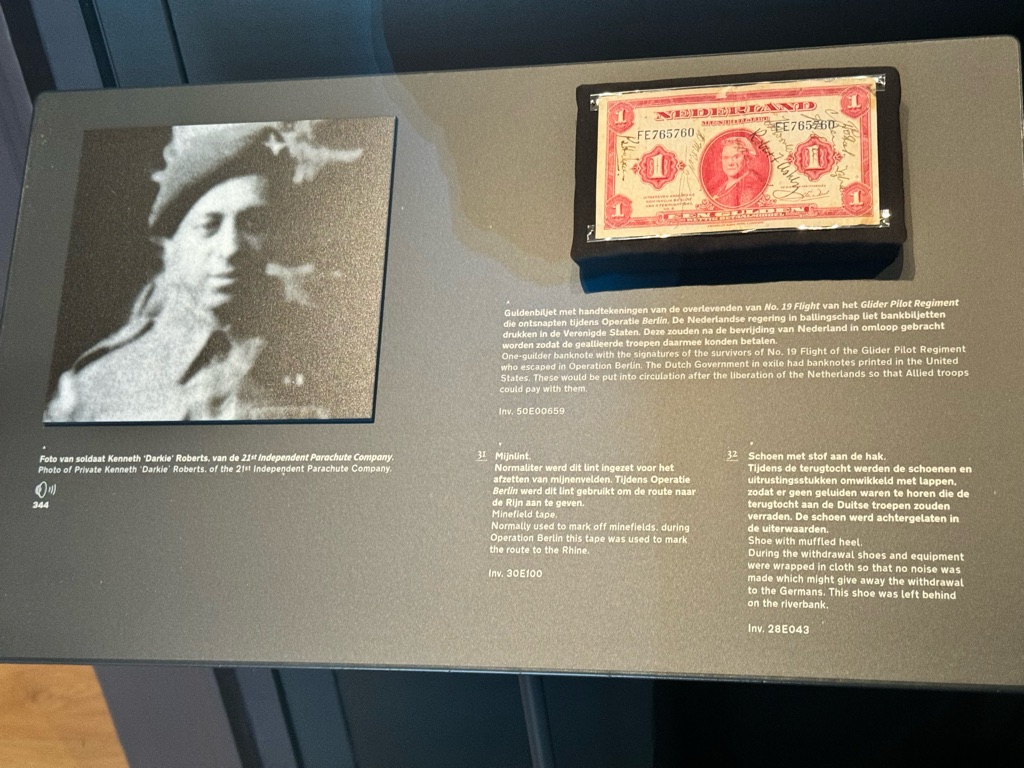 NEDERLAND
1
1
FE765760
FE765760
1
1
1
1
EEN GULDEN
Foto van soldaat Kenneth 'Darkie' Roberts, van de 21st Independent Parachute Company.
Photo of Private Kenneth 'Darkie' Roberts, of the 21st Independent Parachute Company.
344
Guldenbiljet met handtekeningen van de overlevenden van No. 19 Flight van het Glider Pilot Regiment
die ontsnapten tijdens Operatie Berlin. De Nederlandse regering in ballingschap liet bankbiljetten
drukken in de Verenigde Staten. Deze zouden na de bevrijding van Nederland in omloop gebracht
worden zodat de geallieerde troepen daarmee konden betalen.
One-guilder banknote with the signatures of the survivors of No. 19 Flight of the Glider Pilot Regiment
who escaped in Operation Berlin. The Dutch Government in exile had banknotes printed in the United
States. These would be put into circulation after the liberation of the Netherlands so that Allied troops
could pay with them.
Inv. 50E00659
31 Mijnlint.
Normaliter werd dit lint ingezet voor het
afzetten van mijnenvelden. Tijdens Operatie
Berlin werd dit lint gebruikt om de route naar
de Rijn aan te geven.
Minefield tape.
Normally used to mark off minefields, during
Operation Berlin this tape was used to mark
the route to the Rhine.
Inv. 30E100
32 Schoen met stof aan de hak.
Tijdens de terugtocht werden de schoenen en
uitrustingsstukken omwikkeld met lappen,
zodat er geen geluiden waren te horen die de
terugtocht aan de Duitse troepen zouden
verraden. De schoen werd achtergelaten in
de uiterwaarden.
Shoe with muffled heel.
During the withdrawal shoes and equipment
were wrapped in cloth so that no noise was
made which might give away the withdrawal
to the Germans. This shoe was left behind
on the riverbank.
Inv. 28E043